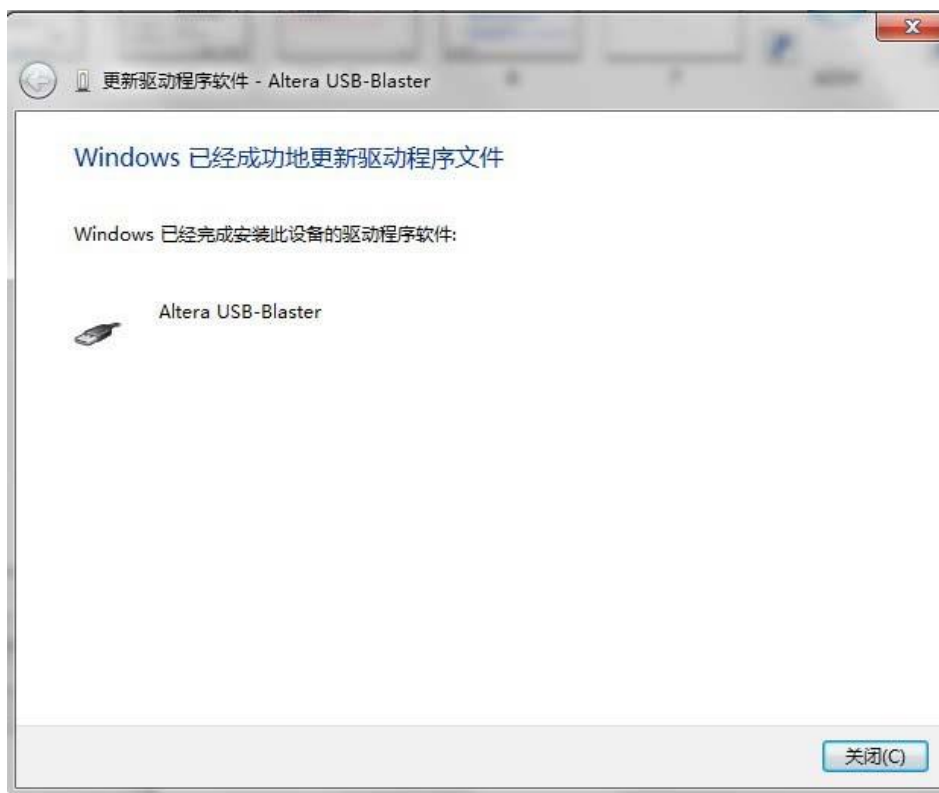 更新驱动程序软件 - Altera USB-Blaster
Windows 已经成功地更新驱动程序文件
Windows 已经完成安装此设备的驱动程序软件:
Altera USB-Blaster
关闭(C)